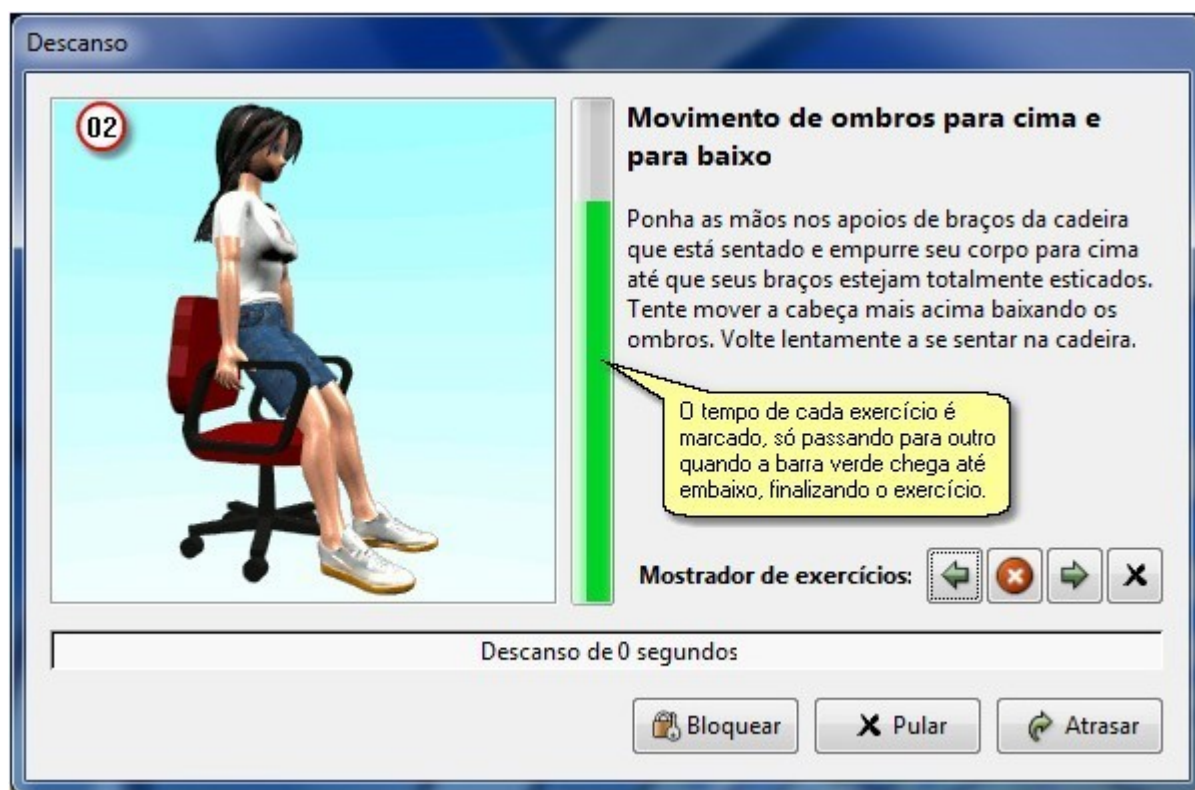 Descanso
02
Movimento de ombros para cima e
para baixo
Ponha as mãos nos apoios de braços da cadeira
que está sentado e empurre seu corpo para cima
até que seus braços estejam totalmente esticados.
Tente mover a cabeça mais acima baixando os
ombros. Volte lentamente a se sentar na cadeira.
O tempo de cada exercício é
marcado, só passando para outro
quando a barra verde chega até
embaixo, finalizando o exercício.
Mostrador de exercícios:
Descanso de 0 segundos
Bloquear
Pular
Atrasar